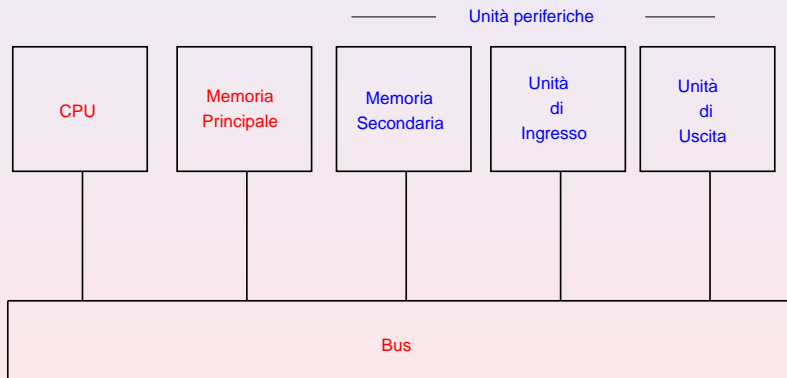 Unità periferiche
CPU
Memoria
Principale
Memoria
Secondaria
Unità
di
Ingresso
Unità
di
Uscita
Bus